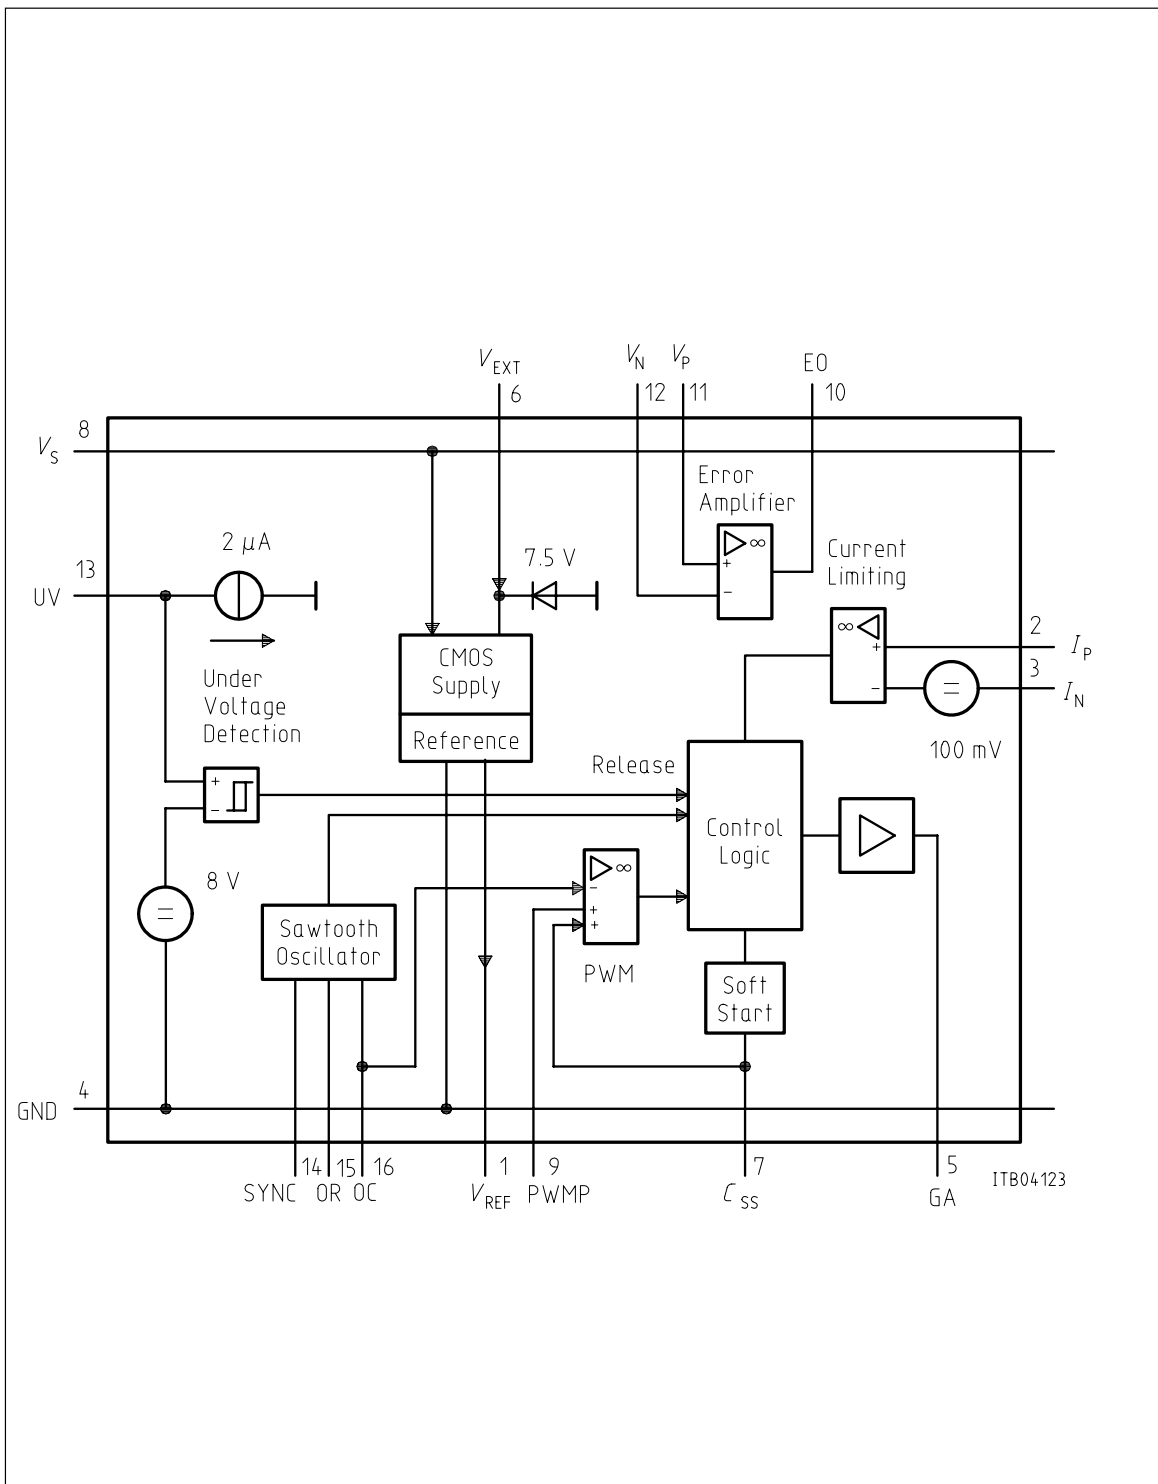 V_EXT
6
V_N
12
V_P
11
EO
10
V_S
8
Error
Amplifier
2 μA
7.5 V
Current
Limiting
13
UV
∞
+
−
∞
+
−
2
I_P
3
I_N
=
100 mV
CMOS
Supply
Reference
Under
Voltage
Detection
+
−
Release
Control
Logic
8 V
=
∞
−
+
+
PWM
Sawtooth
Oscillator
Soft
Start
4
GND
14
15
16
1
9
7
5
SYNC
OR
OC
V_REF
PWMP
C_SS
GA
ITB04123